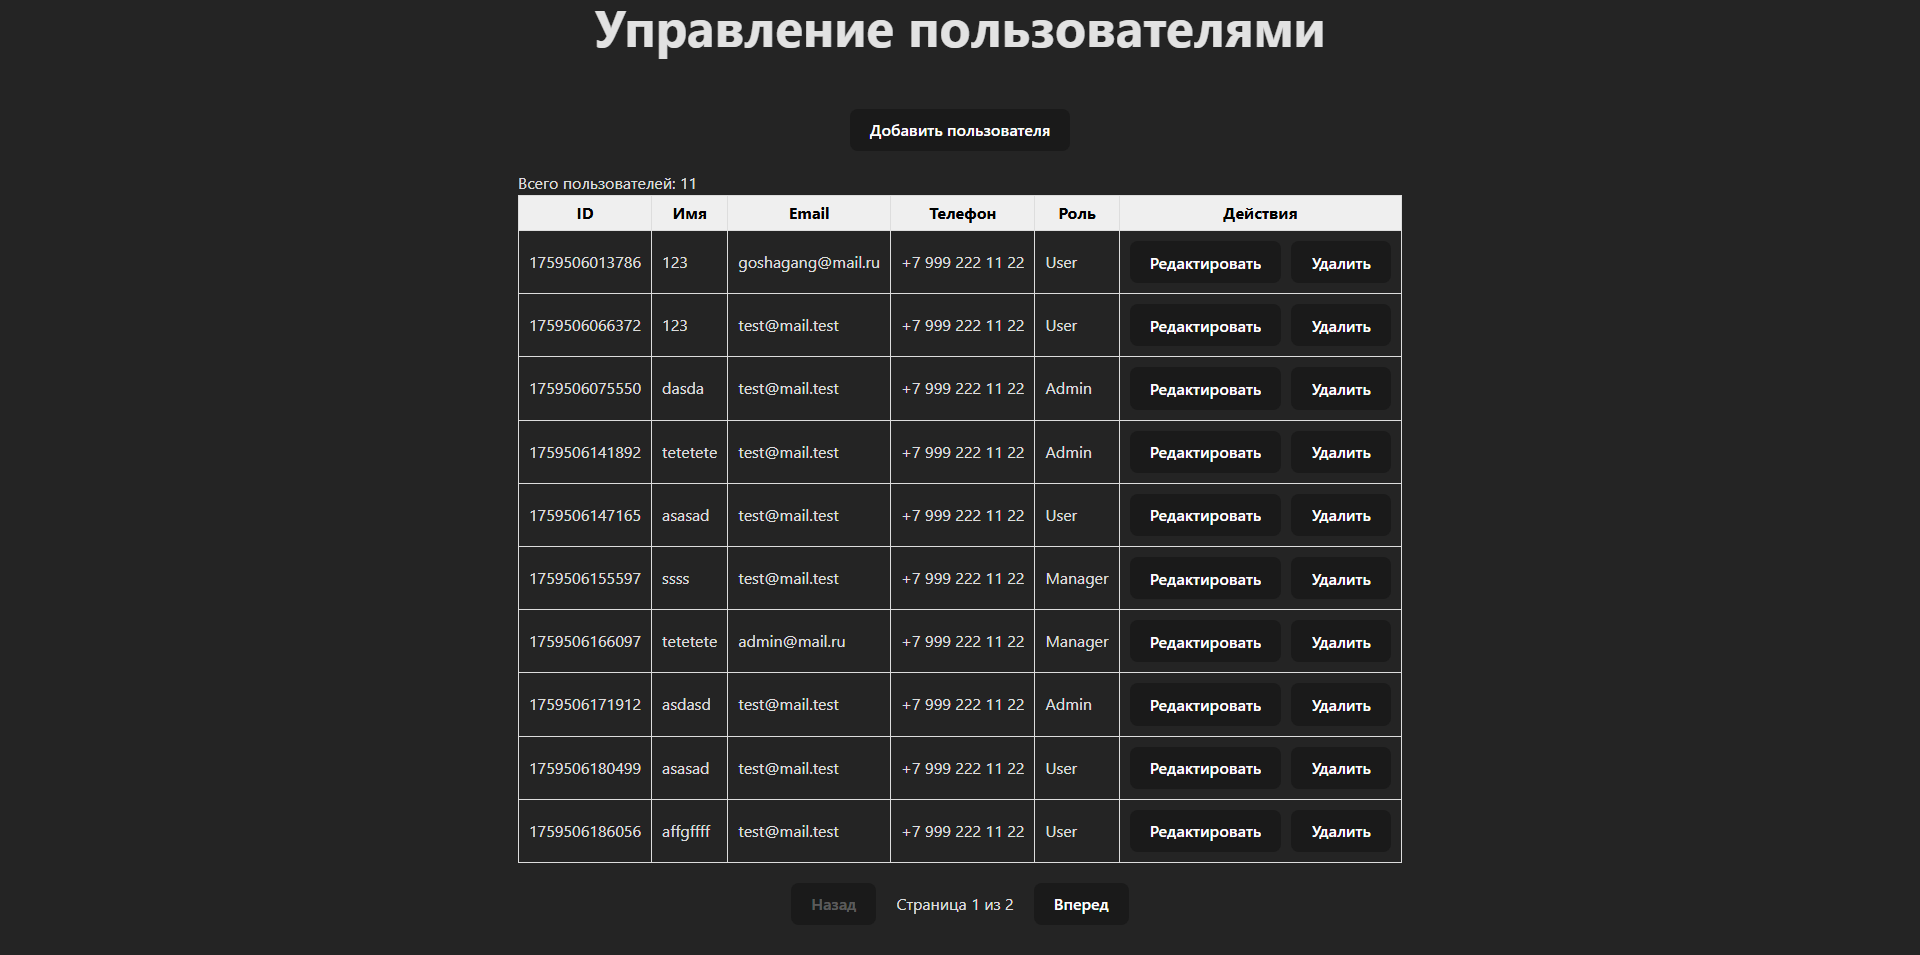 Управление пользователями
Добавить пользователя
Всего пользователей: 11
ID Имя Email Телефон Роль Действия
1759506013786 123 goshagang@mail.ru +7 999 222 11 22 User Редактировать Удалить
1759506066372 123 test@mail.test +7 999 222 11 22 User Редактировать Удалить
1759506075550 dasda test@mail.test +7 999 222 11 22 Admin Редактировать Удалить
1759506141892 tetetete test@mail.test +7 999 222 11 22 Admin Редактировать Удалить
1759506147165 asasad test@mail.test +7 999 222 11 22 User Редактировать Удалить
1759506155597 ssss test@mail.test +7 999 222 11 22 Manager Редактировать Удалить
1759506166097 tetetete admin@mail.ru +7 999 222 11 22 Manager Редактировать Удалить
1759506171912 asdasd test@mail.test +7 999 222 11 22 Admin Редактировать Удалить
1759506180499 asasad test@mail.test +7 999 222 11 22 User Редактировать Удалить
1759506186056 affgffff test@mail.test +7 999 222 11 22 User Редактировать Удалить
Назад Страница 1 из 2 Вперед